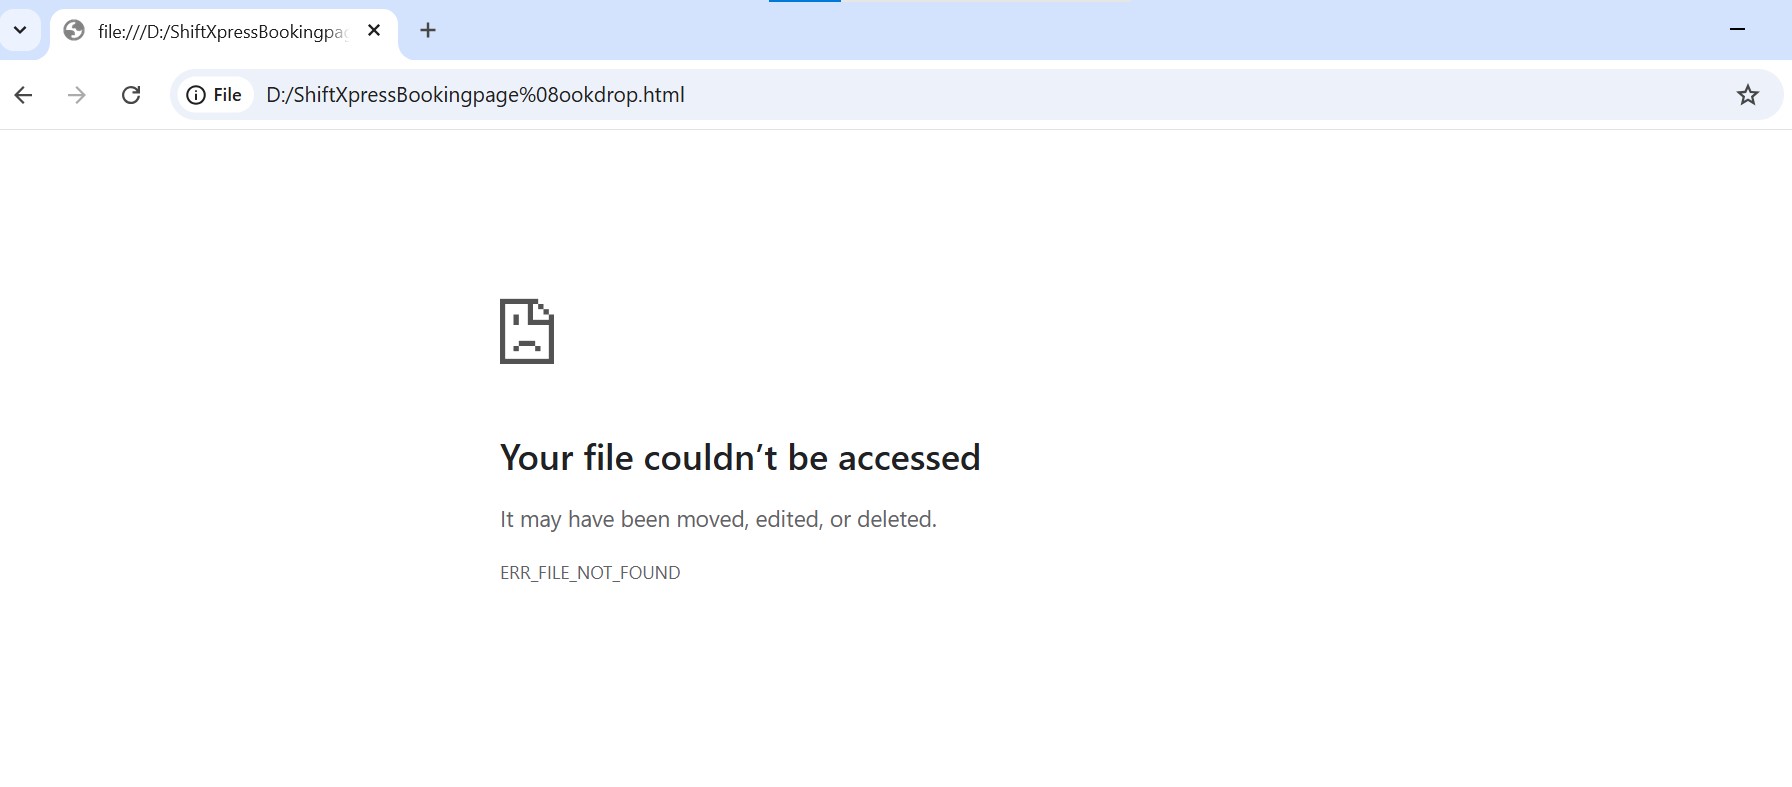 file:///D:/ShiftXpressBookingpag
File
D:/ShiftXpressBookingpage%08ookdrop.html
Your file couldn’t be accessed
It may have been moved, edited, or deleted.
ERR_FILE_NOT_FOUND